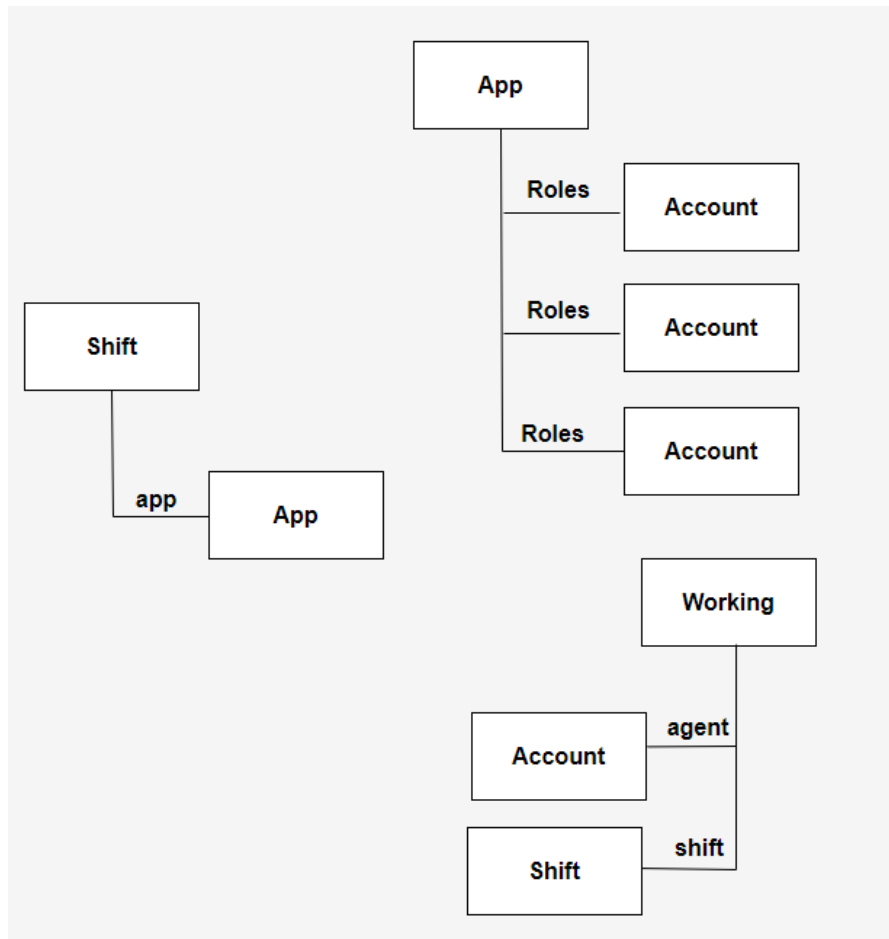 App
Roles
Account
Roles
Account
Roles
Account
Shift
app
App
Working
agent
Account
shift
Shift